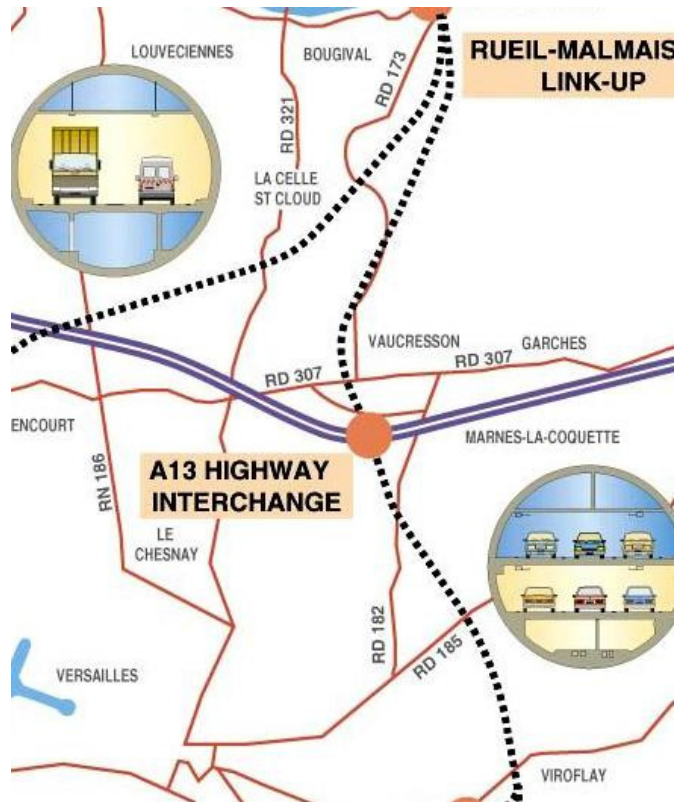 LOUVECIENNES
BOUGIVAL
RD 173
RUEIL-MALMAIS
LINK-UP
RD 321
LA CELLE
ST CLOUD
VAUCRESSON
GARCHES
RD 307
RD 307
ENCOURT
MARNES-LA-COQUETTE
RN 186
A13 HIGHWAY
INTERCHANGE
LE
CHESNAY
RD 182
RD 185
VERSAILLES
VIROFLAY